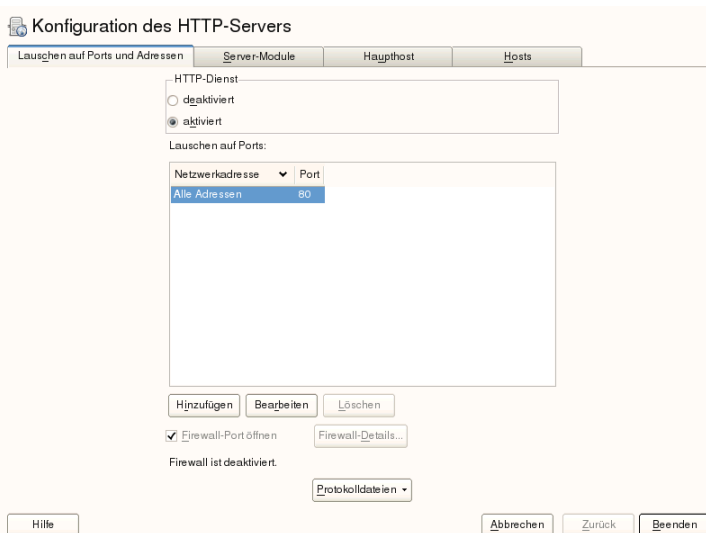 Konfiguration des HTTP-Servers
Lauschen auf Ports und Adressen Server-Module Haupthost Hosts
HTTP-Dienst
deaktiviert
aktiviert
Lauschen auf Ports:
Netzwerkadresse Port
Alle Adressen 80
Hinzufügen Bearbeiten Löschen
Firewall-Port öffnen Firewall-Details...
Firewall ist deaktiviert.
Protokolldateien
Hilfe Abbrechen Zurück Beenden